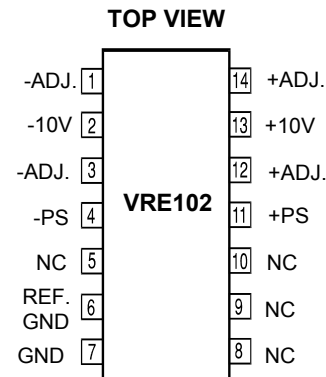 TOP VIEW
-ADJ. 1 14 +ADJ.
-10V 2 13 +10V
-ADJ. 3 12 +ADJ.
VRE102
-PS 4 11 +PS
NC 5 10 NC
REF.
GND 6 9 NC
GND 7 8 NC